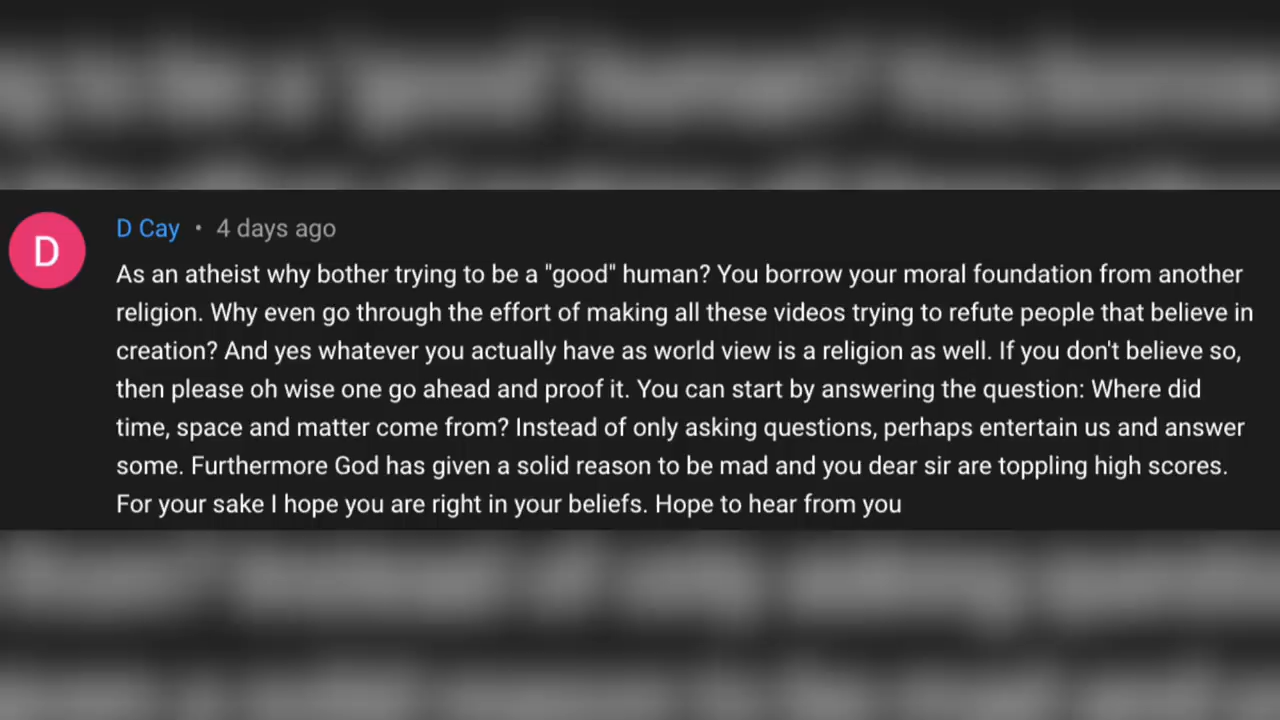 D Cay • 4 days ago
D
As an atheist why bother trying to be a "good" human? You borrow your moral foundation from another
religion. Why even go through the effort of making all these videos trying to refute people that believe in
creation? And yes whatever you actually have as world view is a religion as well. If you don't believe so,
then please oh wise one go ahead and proof it. You can start by answering the question: Where did
time, space and matter come from? Instead of only asking questions, perhaps entertain us and answer
some. Furthermore God has given a solid reason to be mad and you dear sir are toppling high scores.
For your sake I hope you are right in your beliefs. Hope to hear from you